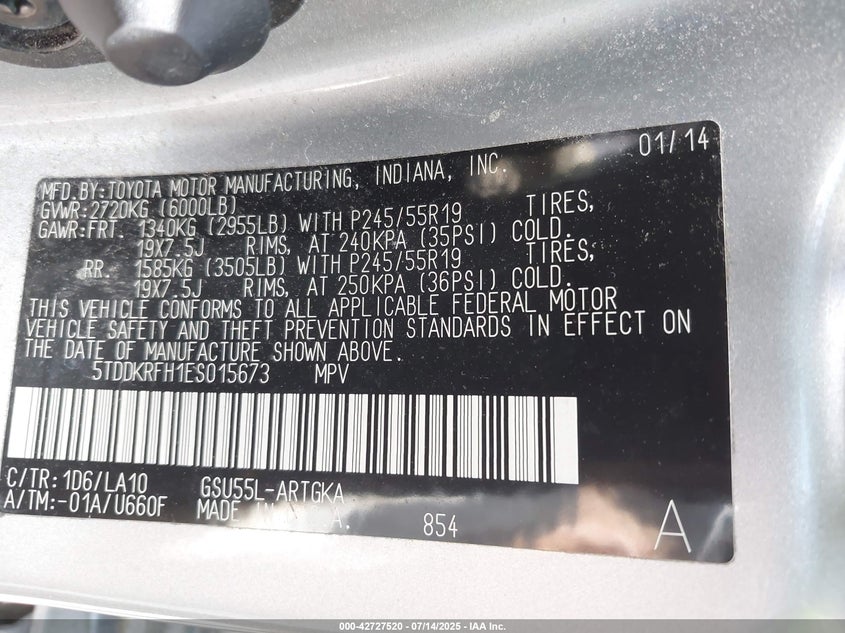 01/14
MFD.BY:TOYOTA MOTOR MANUFACTURING, INDIANA, INC.
GVWR:2720KG (6000LB)
GAWR:FRT. 1340KG (2955LB) WITH P245/55R19 TIRES,
19X7.5J RIMS, AT 240KPA (35PSI) COLD.
RR. 1585KG (3505LB) WITH P245/55R19 TIRES,
19X7.5J RIMS, AT 250KPA (36PSI) COLD.
THIS VEHICLE CONFORMS TO ALL APPLICABLE FEDERAL MOTOR
VEHICLE SAFETY AND THEFT PREVENTION STANDARDS IN EFFECT ON
THE DATE OF MANUFACTURE SHOWN ABOVE.
5TDDKRFH1ES015673 MPV
C/TR:1D6/LA10 GSU55L-ARTGKA
A/TM:-01A/U660F MADE IN A. 854 A
000-42727520 - 07/14/2025 - IAA Inc.